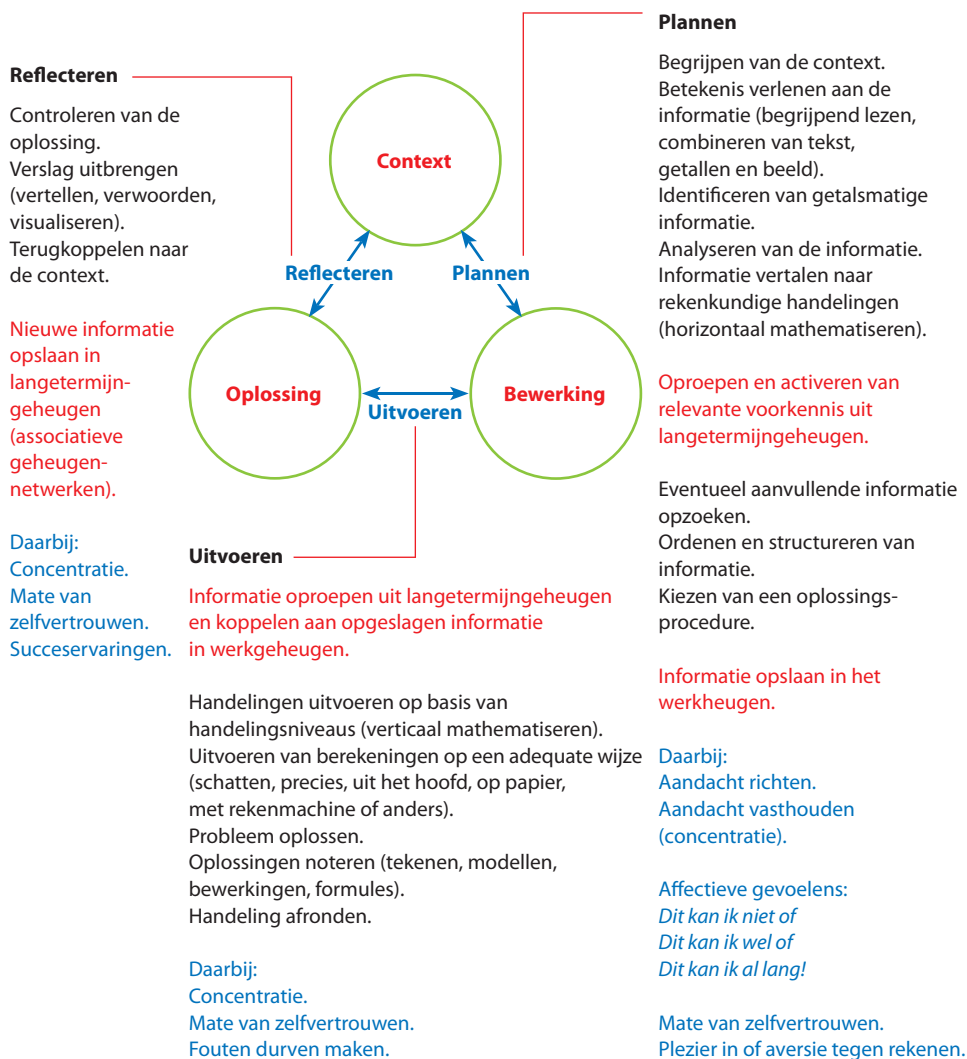 Plannen
Begrijpen van de context.
Betekenis verlenen aan de
informatie (begrijpend lezen,
combineren van tekst,
getallen en beeld).
Identificeren van getalsmatige
informatie.
Analyseren van de informatie.
Informatie vertalen naar
rekenkundige handelingen
(horizontaal mathematiseren).
Oproepen en activeren van
relevante voorkennis uit
langetermijngeheugen.
Eventueel aanvullende informatie
opzoeken.
Ordenen en structureren van
informatie.
Kiezen van een oplossings-
procedure.
Informatie opslaan in het
werkheugen.
Daarbij:
Aandacht richten.
Aandacht vasthouden
(concentratie).
Affectieve gevoelens:
Dit kan ik niet of
Dit kan ik wel of
Dit kan ik al lang!
Mate van zelfvertrouwen.
Plezier in of aversie tegen rekenen.
Reflecteren
Controleren van de
oplossing.
Verslag uitbrengen
(vertellen, verwoorden,
visualiseren).
Terugkoppelen naar
de context.
Nieuwe informatie
opslaan in
langetermijn-
geheugen
(associatieve
geheugen-
netwerken).
Daarbij:
Concentratie.
Mate van
zelfvertrouwen.
Succeservaringen.
Context
Reflecteren
Plannen
Oplossing
Uitvoeren
Bewerking
Uitvoeren
Informatie oproepen uit langetermijngeheugen
en koppelen aan opgeslagen informatie
in werkgeheugen.
Handelingen uitvoeren op basis van
handelingsniveaus (verticaal mathematiseren).
Uitvoeren van berekeningen op een adequate wijze
(schatten, precies, uit het hoofd, op papier,
met rekenmachine of anders).
Probleem oplossen.
Oplossingen noteren (tekenen, modellen,
bewerkingen, formules).
Handeling afronden.
Daarbij:
Concentratie.
Mate van zelfvertrouwen.
Fouten durven maken.